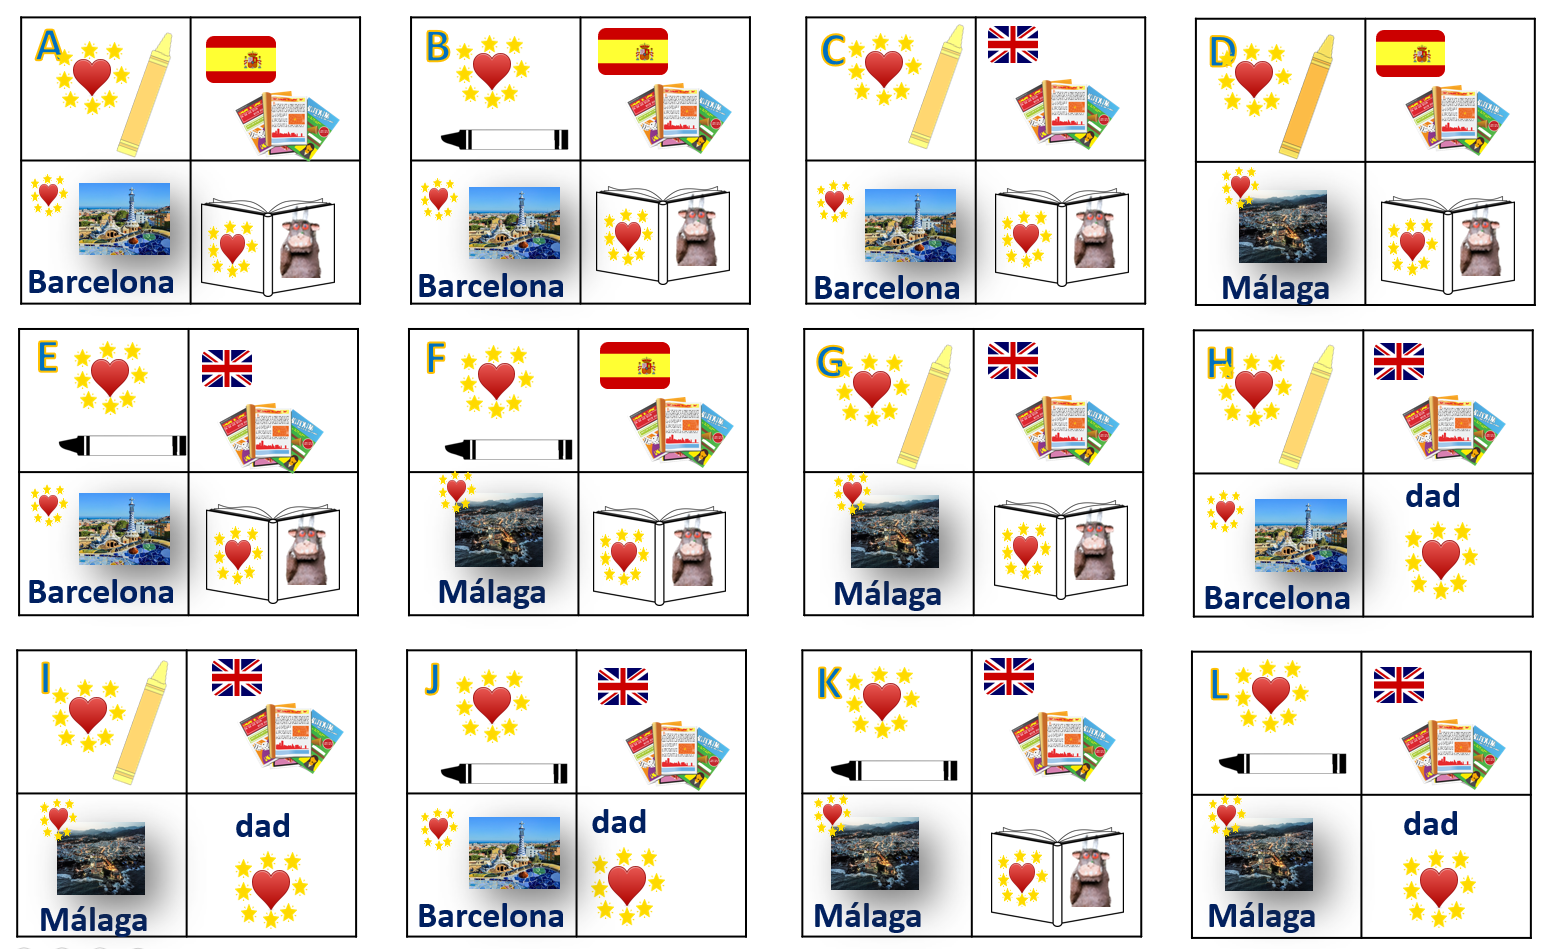 A
Barcelona
B
Barcelona
C
Barcelona
D
Málaga
E
Barcelona
F
Málaga
G
Málaga
H
Barcelona
dad
I
Málaga
dad
J
Barcelona
dad
K
Málaga
L
Málaga
dad